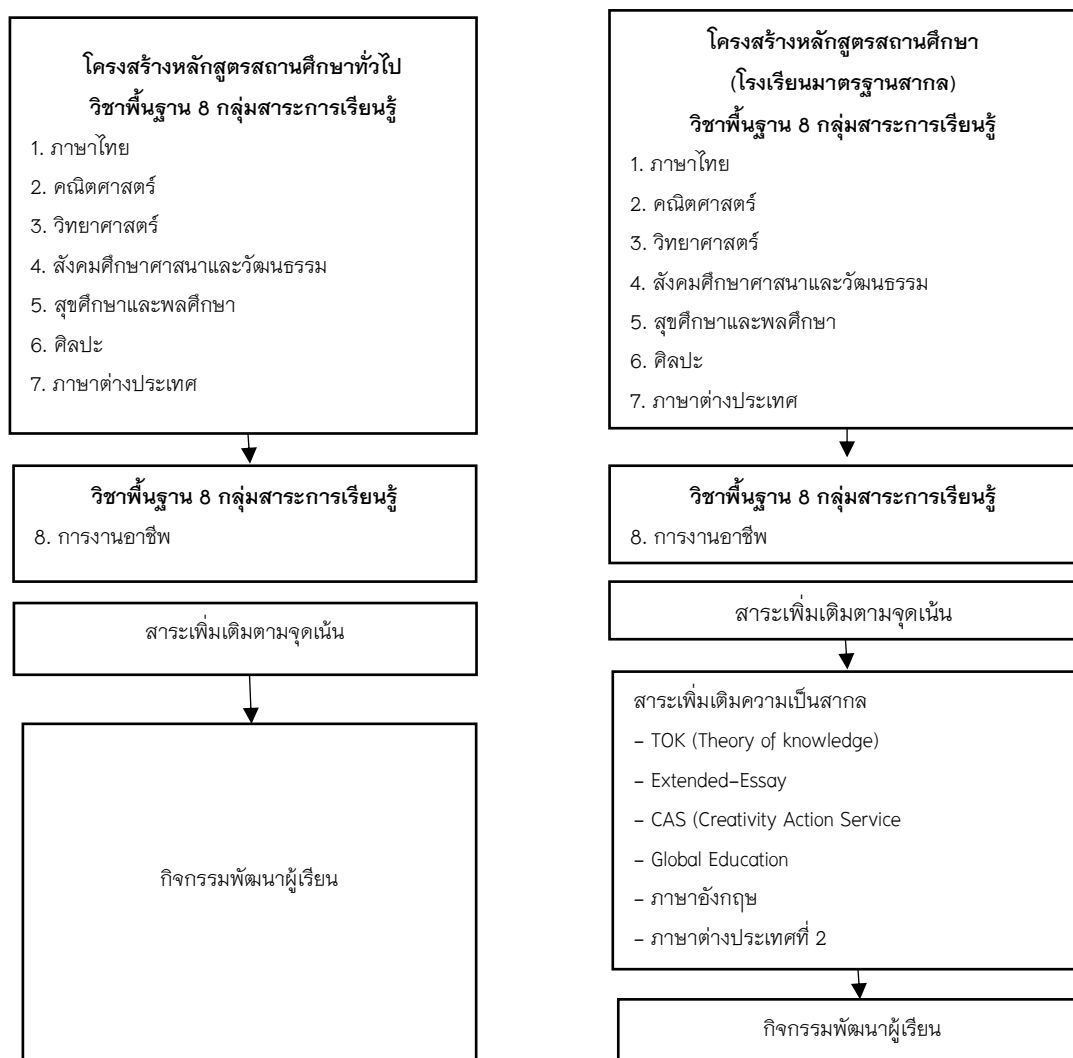 โครงสร้างหลักสูตรสถานศึกษาทั่วไป
วิชาพื้นฐาน 8 กลุ่มสาระการเรียนรู้
1. ภาษาไทย
2. คณิตศาสตร์
3. วิทยาศาสตร์
4. สังคมศึกษาศาสนาและวัฒนธรรม
5. สุขศึกษาและพลศึกษา
6. ศิลปะ
7. ภาษาต่างประเทศ
วิชาพื้นฐาน 8 กลุ่มสาระการเรียนรู้
8. การงานอาชีพ
สาระเพิ่มเติมตามจุดเน้น
กิจกรรมพัฒนาผู้เรียน
โครงสร้างหลักสูตรสถานศึกษา
(โรงเรียนมาตรฐานสากล)
วิชาพื้นฐาน 8 กลุ่มสาระการเรียนรู้
1. ภาษาไทย
2. คณิตศาสตร์
3. วิทยาศาสตร์
4. สังคมศึกษาศาสนาและวัฒนธรรม
5. สุขศึกษาและพลศึกษา
6. ศิลปะ
7. ภาษาต่างประเทศ
วิชาพื้นฐาน 8 กลุ่มสาระการเรียนรู้
8. การงานอาชีพ
สาระเพิ่มเติมตามจุดเน้น
สาระเพิ่มเติมความเป็นสากล
– TOK (Theory of knowledge)
– Extended–Essay
– CAS (Creativity Action Service
– Global Education
– ภาษาอังกฤษ
– ภาษาต่างประเทศที่ 2
กิจกรรมพัฒนาผู้เรียน